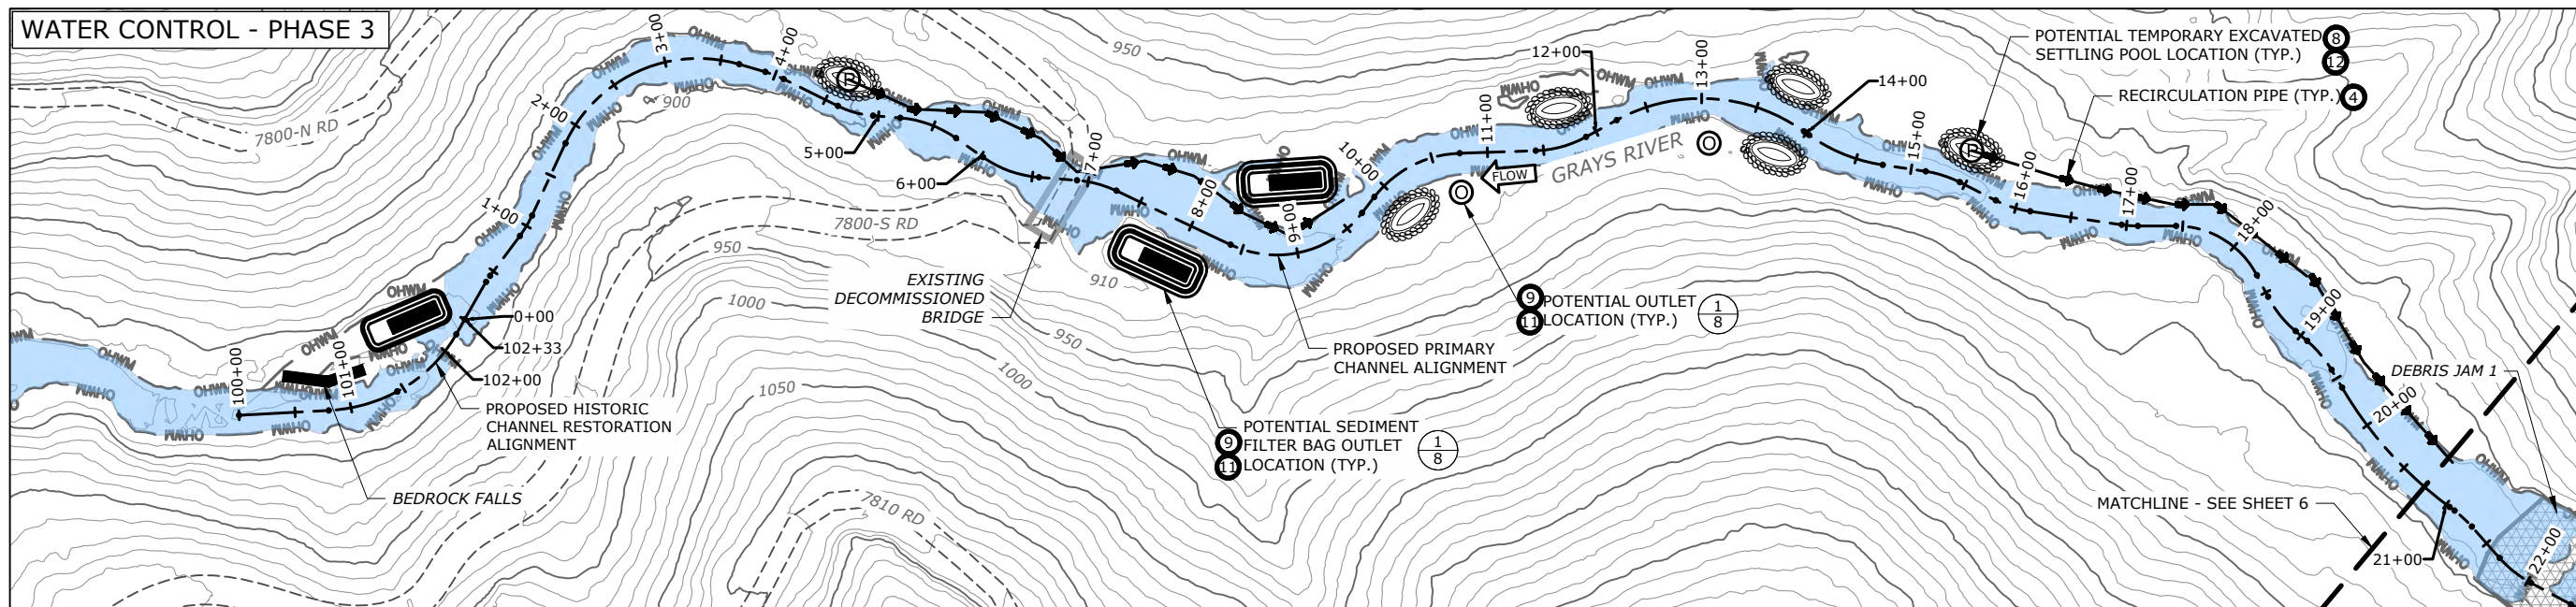 WATER CONTROL - PHASE 3
3+00
4+00
950
12+00
13+00
POTENTIAL TEMPORARY EXCAVATED 8
SETTLING POOL LOCATION (TYP.) 12
14+00
RECIRCULATION PIPE (TYP.) 4
OHWM
OHWM
OHWM
OHWM
P
900
7800-N RD
2+00
5+00
6+00
7+00
8+00
9+00
10+00
11+00
15+00
P
16+00
17+00
18+00
O
O
FLOW
GRAYS RIVER
1+00
7800-S RD
950
910
1000
950
1000
1050
EXISTING
DECOMMISSIONED
BRIDGE
9 POTENTIAL OUTLET
11 LOCATION (TYP.)
1
8
19+00
0+00
102+33
102+00
100+00
101+00
PROPOSED PRIMARY
CHANNEL ALIGNMENT
DEBRIS JAM 1
20+00
PROPOSED HISTORIC
CHANNEL RESTORATION
ALIGNMENT
9 POTENTIAL SEDIMENT
FILTER BAG OUTLET
11 LOCATION (TYP.)
1
8
BEDROCK FALLS
7810 RD
MATCHLINE - SEE SHEET 6
21+00
22+00